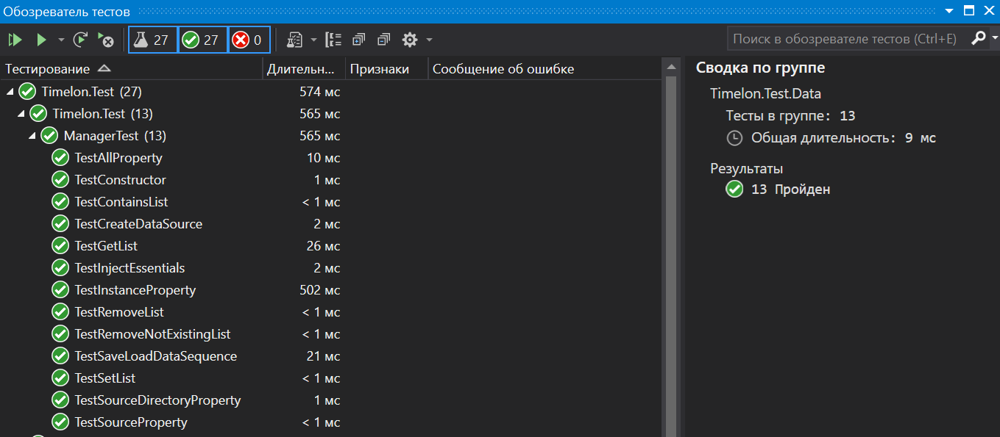 Обозреватель тестов
27 27 0 Поиск в обозревателе тестов (Ctrl+E)
Тестирование Длительн... Признаки Сообщение об ошибке
Timelon.Test (27) 574 мс
Timelon.Test (13) 565 мс
ManagerTest (13) 565 мс
TestAllProperty 10 мс
TestConstructor 1 мс
TestContainsList < 1 мс
TestCreateDataSource 2 мс
TestGetList 26 мс
TestInjectEssentials 2 мс
TestInstanceProperty 502 мс
TestRemoveList < 1 мс
TestRemoveNotExistingList < 1 мс
TestSaveLoadDataSequence 21 мс
TestSetList < 1 мс
TestSourceDirectoryProperty 1 мс
TestSourceProperty < 1 мс
Сводка по группе
Timelon.Test.Data
Тесты в группе: 13
Общая длительность: 9 мс
Результаты
13 Пройден